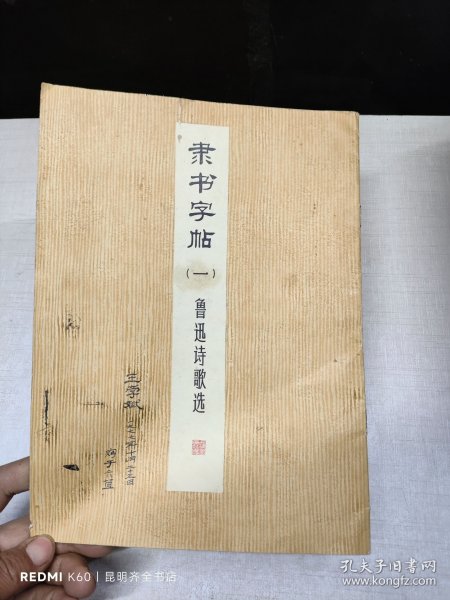 隶书字帖
(一)
鲁迅诗歌选
REDMI K60 | 昆明齐全书店
孔夫子旧书网
www.kongfz.com